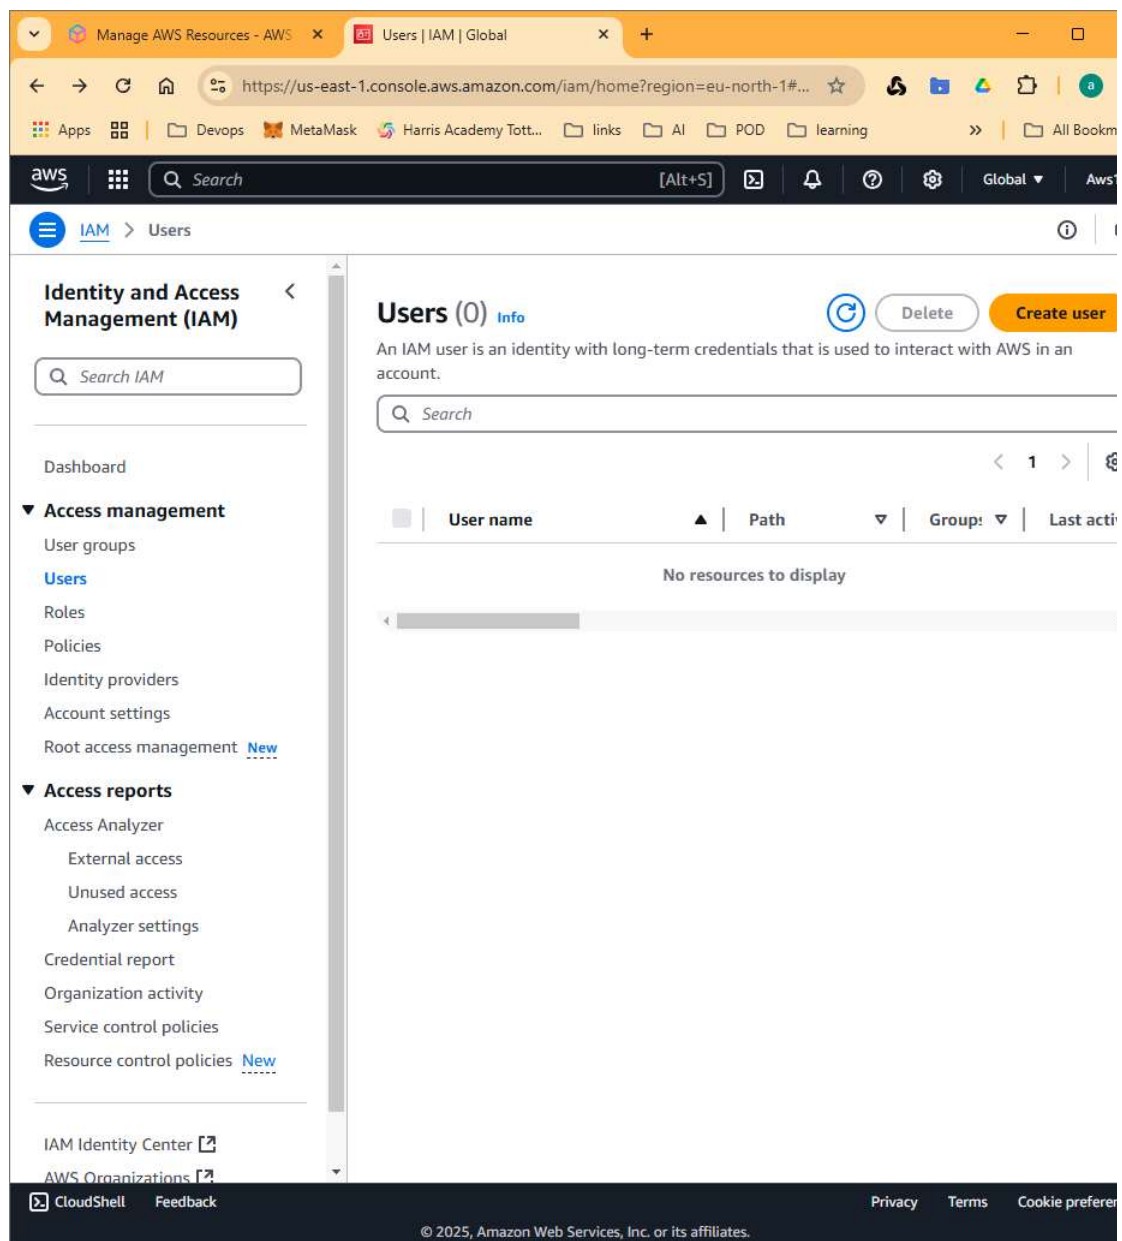 Manage AWS Resources - AWS
Users | IAM | Global
https://us-east-1.console.aws.amazon.com/iam/home?region=eu-north-1#...
a
Apps Devops MetaMask Harris Academy Tott... links AI POD learning » All Bookm
aws Search [Alt+S] Global Aws1
IAM > Users
Identity and Access
Management (IAM)
Search IAM
Dashboard
Access management
User groups
Users
Roles
Policies
Identity providers
Account settings
Root access management New
Access reports
Access Analyzer
External access
Unused access
Analyzer settings
Credential report
Organization activity
Service control policies
Resource control policies New
IAM Identity Center
AWS Organizations
Users (0) Info
Delete
Create user
An IAM user is an identity with long-term credentials that is used to interact with AWS in an
account.
Search
< 1 >
User name Path Groups Last acti
No resources to display
CloudShell Feedback Privacy Terms Cookie prefere
© 2025, Amazon Web Services, Inc. or its affiliates.